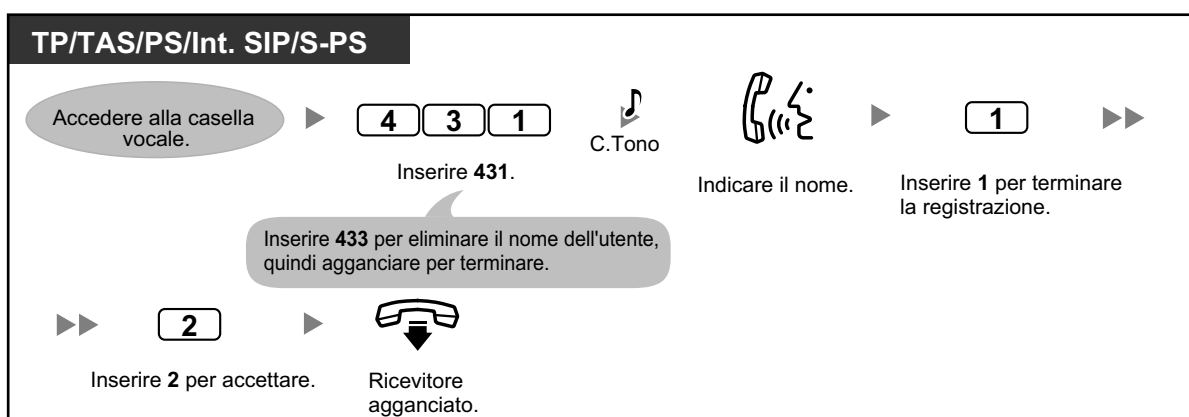 TP/TAS/PS/Int. SIP/S-PS
Accedere alla casella
vocale.
4 3 1
C.Tono
Inserire 431.
Indicare il nome.
1
Inserire 1 per terminare
la registrazione.
Inserire 433 per eliminare il nome dell'utente,
quindi agganciare per terminare.
2
Inserire 2 per accettare.
Ricevitore
agganciato.